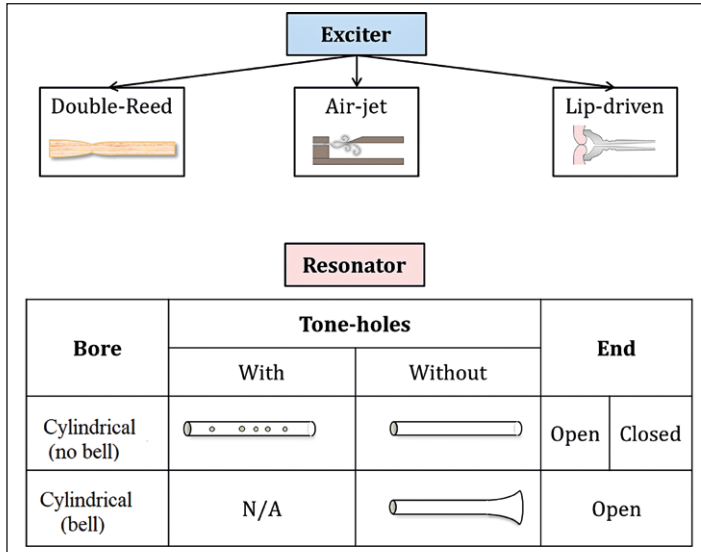 Exciter
Double-Reed
Air-jet
Lip-driven
Resonator
Bore
Tone-holes
End
With
Without
Cylindrical
(no bell)
Open
Closed
Cylindrical
(bell)
N/A
Open